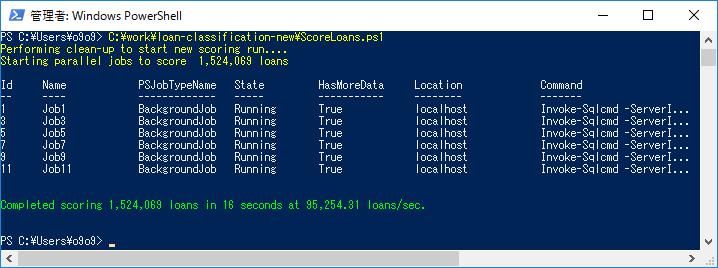 管理者: Windows PowerShell
PS C:\Users\o9o9> C:\work\loan-classification-new\ScoreLoans.ps1
Performing clean-up to start new scoring run....
Starting parallel jobs to score  1,524,069 loans
Id     Name            PSJobTypeName   State         HasMoreData     Location             Command
--     ----            -------------   -----         -----------     --------             -------
1      Job1            BackgroundJob   Running       True            localhost            Invoke-Sqlcmd -ServerI...
3      Job3            BackgroundJob   Running       True            localhost            Invoke-Sqlcmd -ServerI...
5      Job5            BackgroundJob   Running       True            localhost            Invoke-Sqlcmd -ServerI...
7      Job7            BackgroundJob   Running       True            localhost            Invoke-Sqlcmd -ServerI...
9      Job9            BackgroundJob   Running       True            localhost            Invoke-Sqlcmd -ServerI...
11     Job11           BackgroundJob   Running       True            localhost            Invoke-Sqlcmd -ServerI...
Completed scoring 1,524,069 loans in 16 seconds at 95,254.31 loans/sec.
PS C:\Users\o9o9>